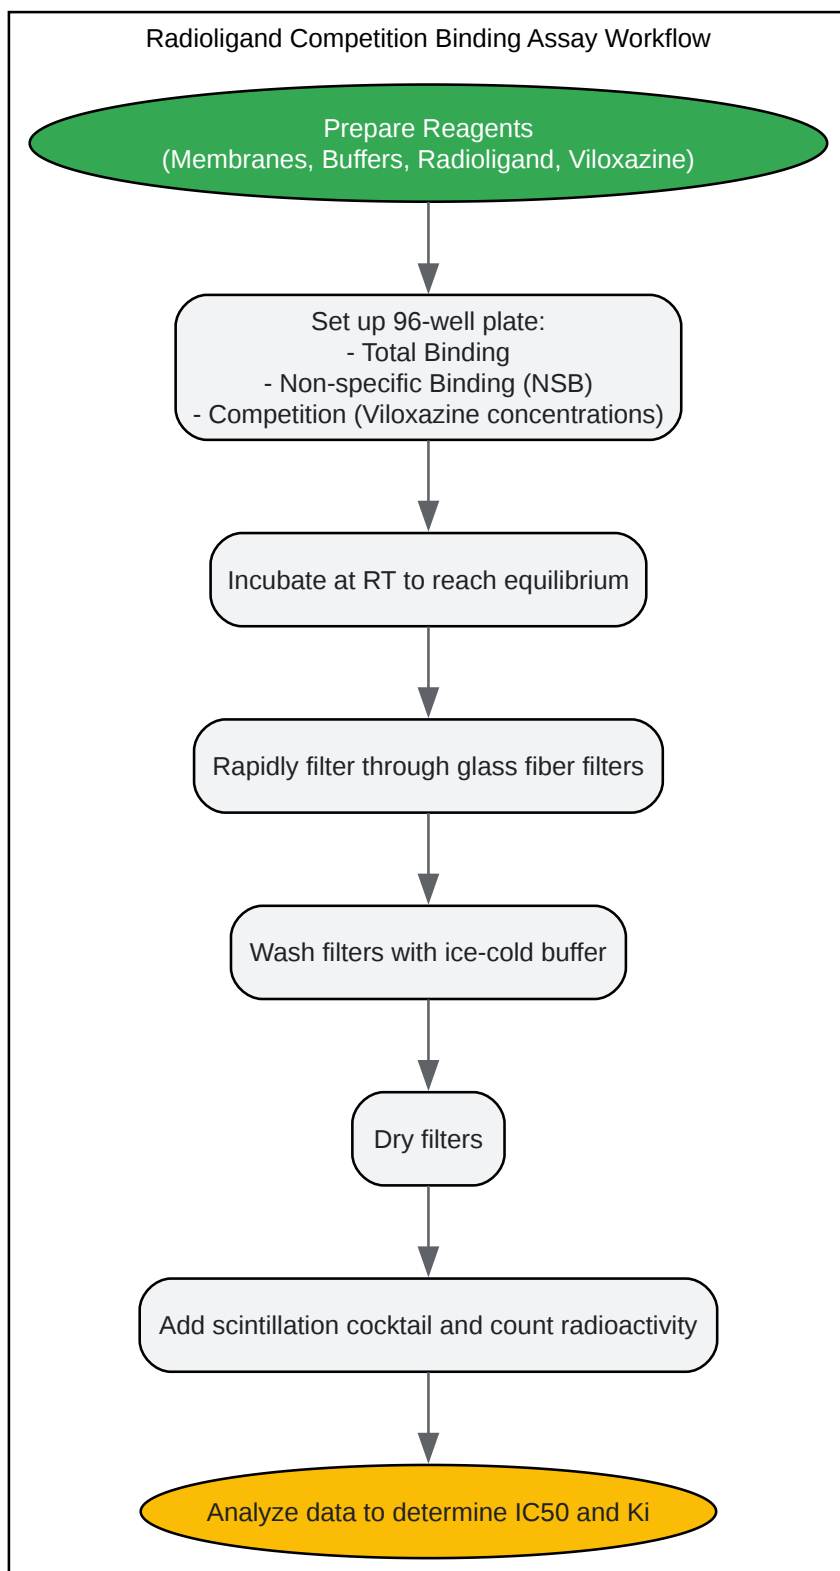 Radioligand Competition Binding Assay Workflow
Prepare Reagents
(Membranes, Buffers, Radioligand, Viloxazine)
Set up 96-well plate:
- Total Binding
- Non-specific Binding (NSB)
- Competition (Viloxazine concentrations)
Incubate at RT to reach equilibrium
Rapidly filter through glass fiber filters
Wash filters with ice-cold buffer
Dry filters
Add scintillation cocktail and count radioactivity
Analyze data to determine IC50 and Ki